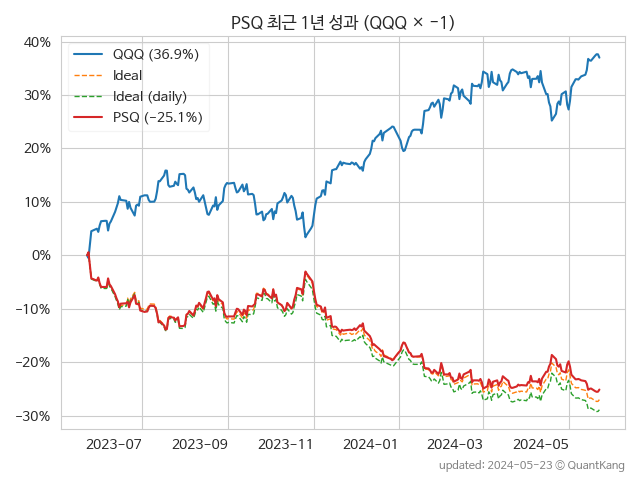 PSQ 최근 1년 성과 (QQQ × −1)
40%
30%
20%
10%
0%
−10%
−20%
−30%
QQQ (36.9%)
Ideal
Ideal (daily)
PSQ (−25.1%)
2023-07
2023-09
2023-11
2024-01
2024-03
2024-05
updated: 2024-05-23 ⓒ QuantKang